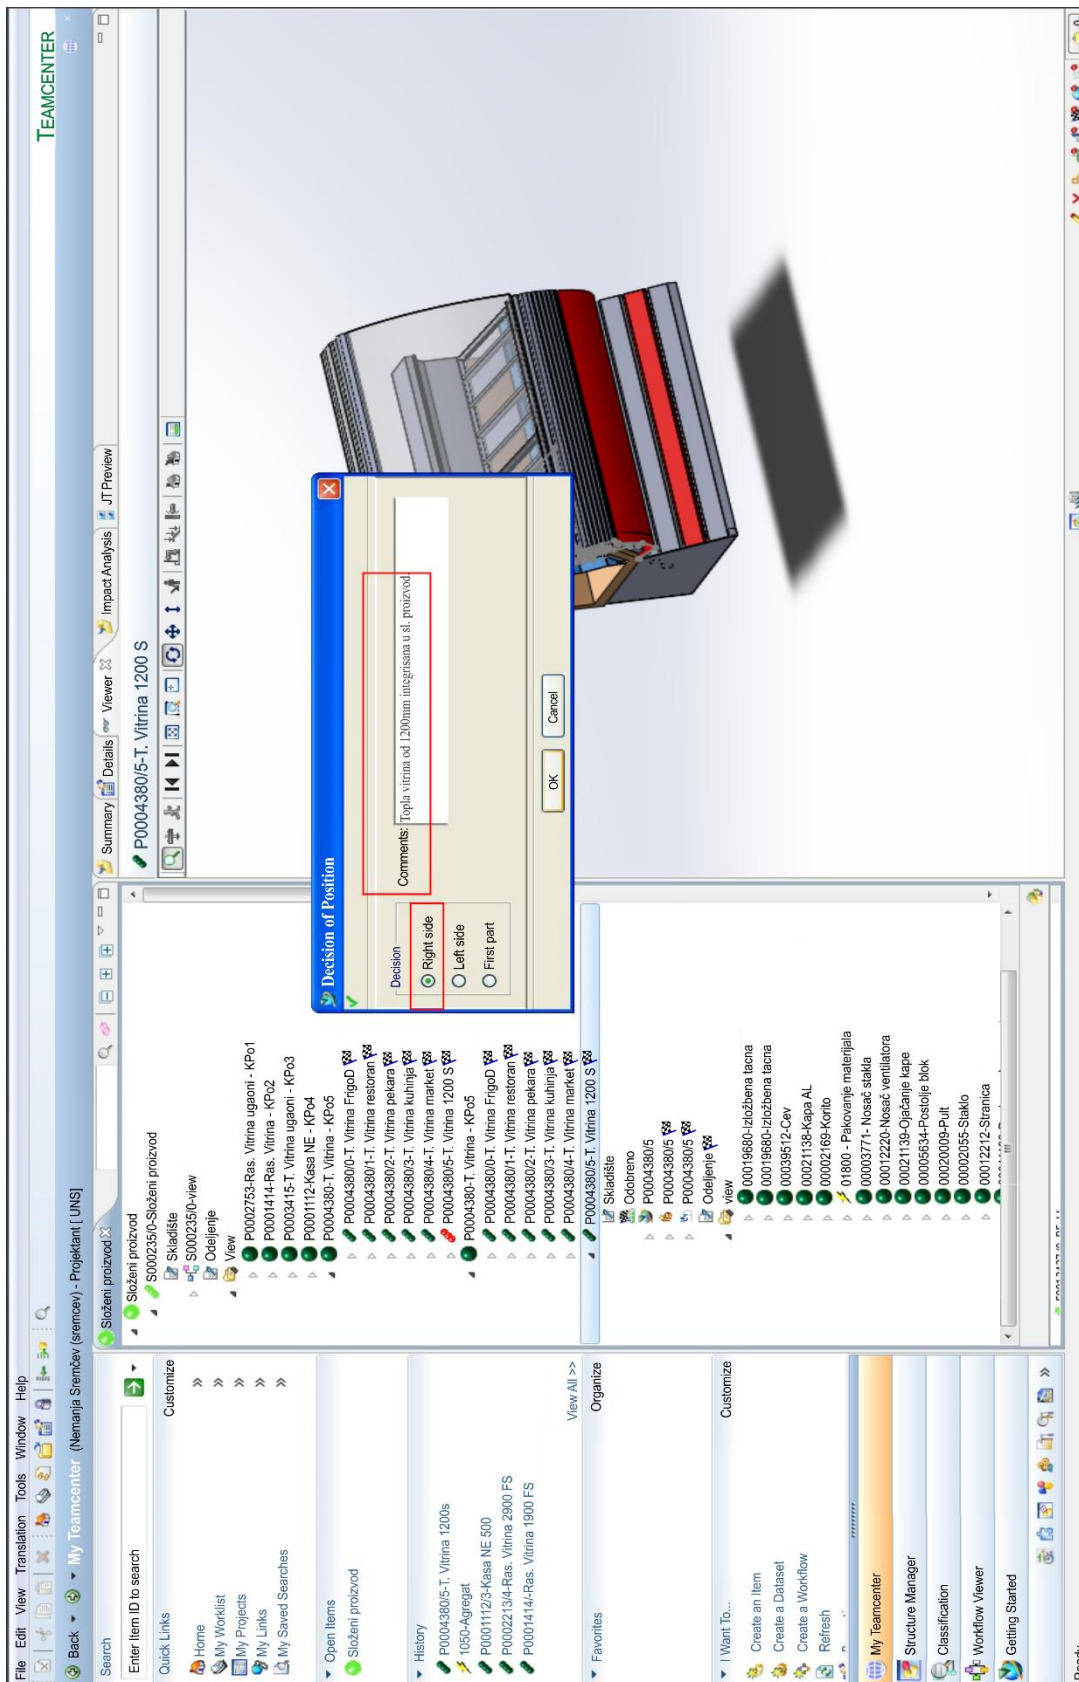 File Edit View Translation Tools Window Help
TEAMCENTER
Back My Teamcenter (Nemanja Sremčev (sremcev) - Projektant [ UNS]
Search
Enter Item ID to search
Quick Links
Customize
Home
My Worklist
My Projects
My Links
My Saved Searches
Open Items
Složeni proizvod
History
P0004380/5-T. Vitrina 1200s
1050-Agregat
P0001112/3-Kasa NE 500
P0002213/4-Ras. Vitrina 2900 FS
P0001414/-Ras. Vitrina 1900 FS
View All >>
Favorites
Organize
I Want To...
Customize
Create an Item
Create a Dataset
Create a Workflow
Refresh
My Teamcenter
Structure Manager
Classification
Workflow Viewer
Getting Started
Složeni proizvod
Složeni proizvod
S000235/0-Složeni proizvod
Skladište
S00235/0-view
Odeljenje
View
P0002753-Ras. Vitrina ugaoni - KPo1
P0001414-Ras. Vitrina - KPo2
P0003415-T. Vitrina ugaoni - KPo3
P0001112-Kasa NE - KPo4
P0004380-T. Vitrina - KPo5
P0004380/0-T. Vitrina FrigoD
P0004380/1-T. Vitrina restoran
P0004380/2-T. Vitrina pekara
P0004380/3-T. Vitrina kuhinja
P0004380/4-T. Vitrina market
P0004380/5-T. Vitrina 1200 S
P0004380-T. Vitrina - KPo5
P0004380/0-T. Vitrina FrigoD
P0004380/1-T. Vitrina restoran
P0004380/2-T. Vitrina pekara
P0004380/3-T. Vitrina kuhinja
P0004380/4-T. Vitrina market
P0004380/5-T. Vitrina 1200 S
Skladište
Odobreno
P0004380/5
P0004380/5
P0004380/5
Odeljenje
view
00019680-Izložbena tacna
00019680-Izložbena tacna
00039512-Cev
00021138-Kapa AL
00002169-Korito
01800 - Pakovanje materijala
00003771- Nosač stakla
00012220-Nosač ventilatora
00021139-Ojačanje kape
00005634-Postolje blok
00020009-Pult
00002055-Staklo
00012212-Stranica
Summary Details Viewer Impact Analysis JT Preview
P0004380/5-T. Vitrina 1200 S
Decision of Position
Decision
Right side
Left side
First part
Comments: Topla vitrina od 1200mm integrisana u sl. proizvod.
OK Cancel